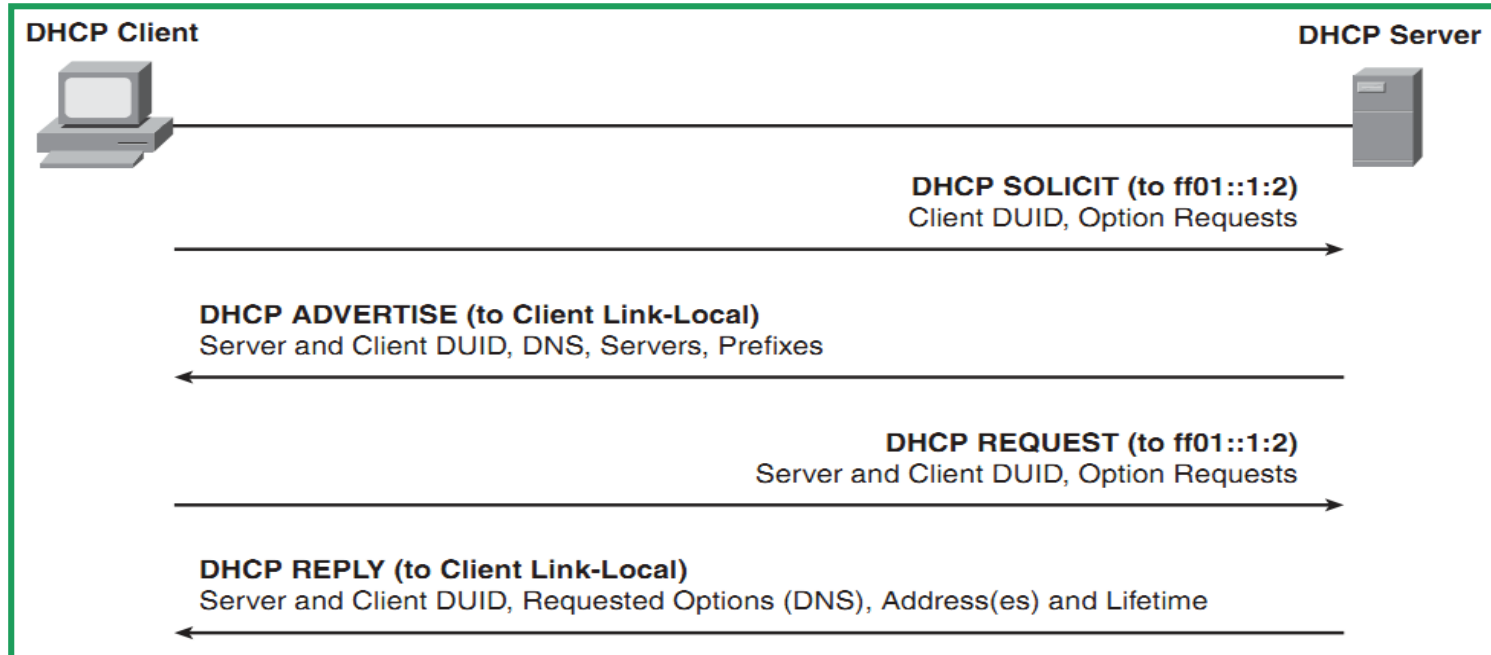 DHCP Client
DHCP Server
DHCP SOLICIT (to ff01::1:2)
Client DUID, Option Requests
DHCP ADVERTISE (to Client Link-Local)
Server and Client DUID, DNS, Servers, Prefixes
DHCP REQUEST (to ff01::1:2)
Server and Client DUID, Option Requests
DHCP REPLY (to Client Link-Local)
Server and Client DUID, Requested Options (DNS), Address(es) and Lifetime